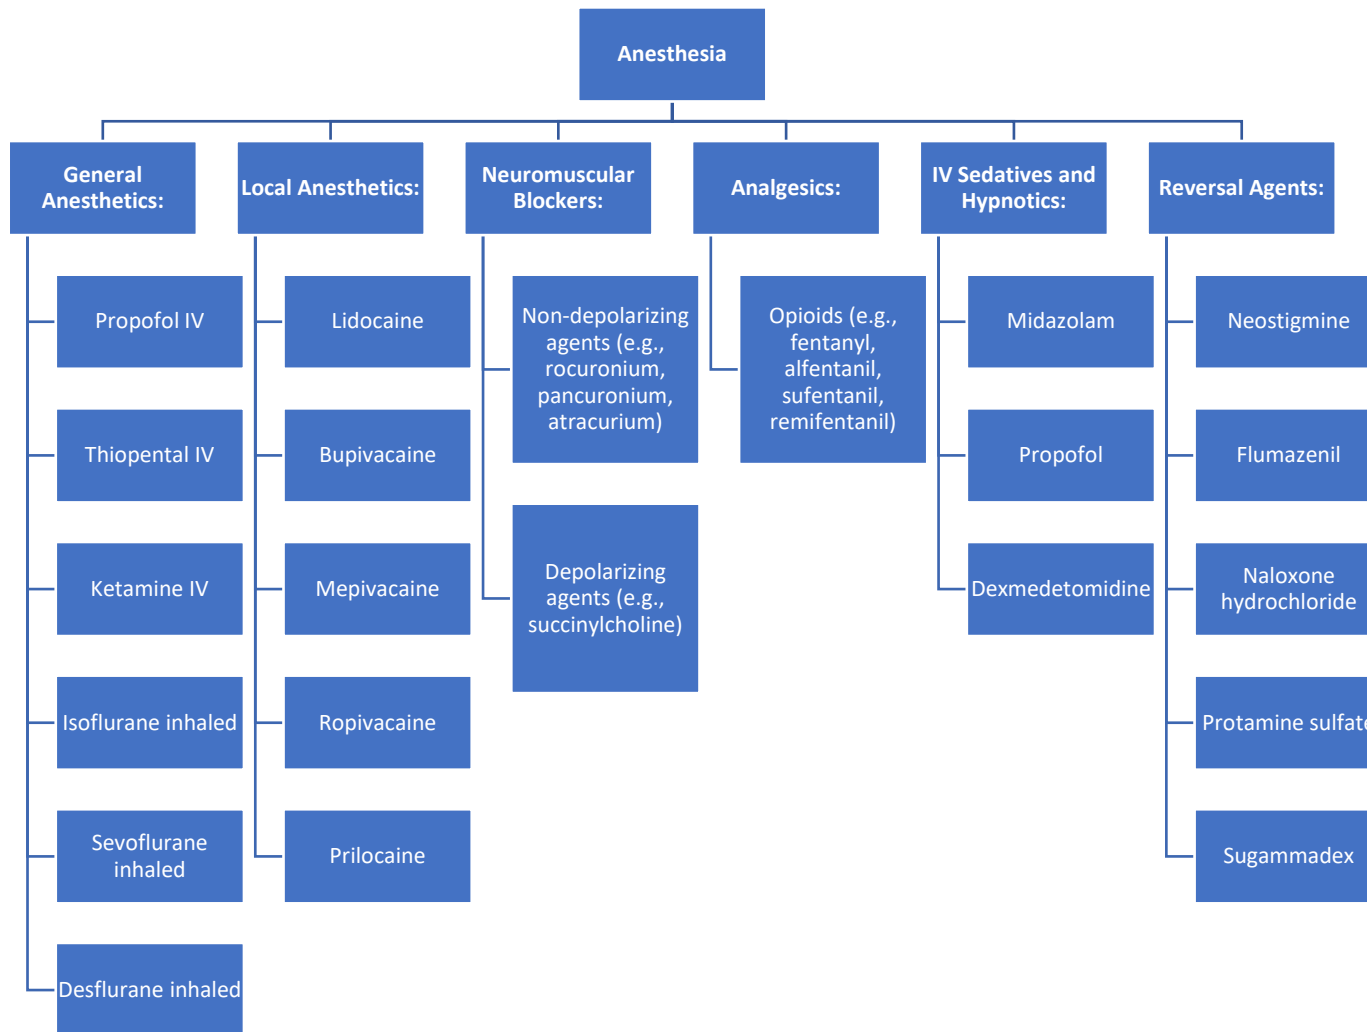 Anesthesia
General
Anesthetics:
Propofol IV
Thiopental IV
Ketamine IV
Isoflurane inhaled
Sevoflurane
inhaled
Desflurane inhaled
Local Anesthetics:
Lidocaine
Bupivacaine
Mepivacaine
Ropivacaine
Prilocaine
Neuromuscular
Blockers:
Non-depolarizing
agents (e.g.,
rocuronium,
pancuronium,
atracurium)
Depolarizing
agents (e.g.,
succinylcholine)
Analgesics:
Opioids (e.g.,
fentanyl,
alfentanil,
sufentanil,
remifentanil)
IV Sedatives and
Hypnotics:
Midazolam
Propofol
Dexmedetomidine
Reversal Agents:
Neostigmine
Flumazenil
Naloxone
hydrochloride
Protamine sulfate
Sugammadex